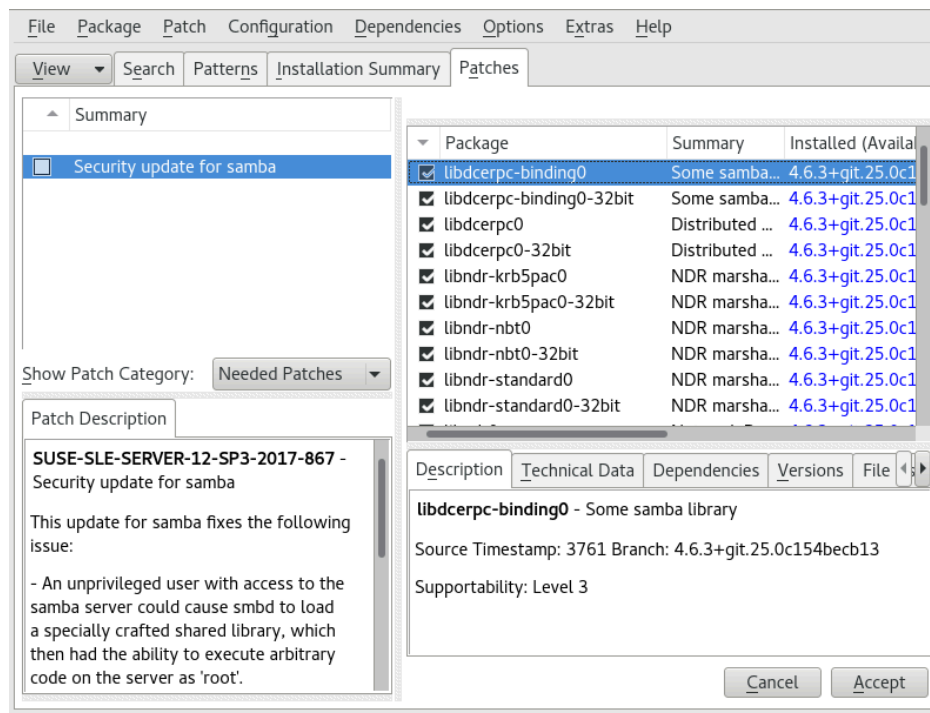 File Package Patch Configuration Dependencies Options Extras Help
View Search Patterns Installation Summary Patches
Summary
Security update for samba
Show Patch Category: Needed Patches
Patch Description
SUSE-SLE-SERVER-12-SP3-2017-867 -
Security update for samba
This update for samba fixes the following
issue:
- An unprivileged user with access to the
samba server could cause smbd to load
a specially crafted shared library, which
then had the ability to execute arbitrary
code on the server as 'root'.
Package Summary Installed (Availal
libdcerpc-binding0 Some samba... 4.6.3+git.25.0c1
libdcerpc-binding0-32bit Some samba... 4.6.3+git.25.0c1
libdcerpc0 Distributed ... 4.6.3+git.25.0c1
libdcerpc0-32bit Distributed ... 4.6.3+git.25.0c1
libndr-krb5pac0 NDR marsha... 4.6.3+git.25.0c1
libndr-krb5pac0-32bit NDR marsha... 4.6.3+git.25.0c1
libndr-nbt0 NDR marsha... 4.6.3+git.25.0c1
libndr-nbt0-32bit NDR marsha... 4.6.3+git.25.0c1
libndr-standard0 NDR marsha... 4.6.3+git.25.0c1
libndr-standard0-32bit NDR marsha... 4.6.3+git.25.0c1
Description Technical Data Dependencies Versions File
libdcerpc-binding0 - Some samba library
Source Timestamp: 3761 Branch: 4.6.3+git.25.0c154becb13
Supportability: Level 3
Cancel Accept